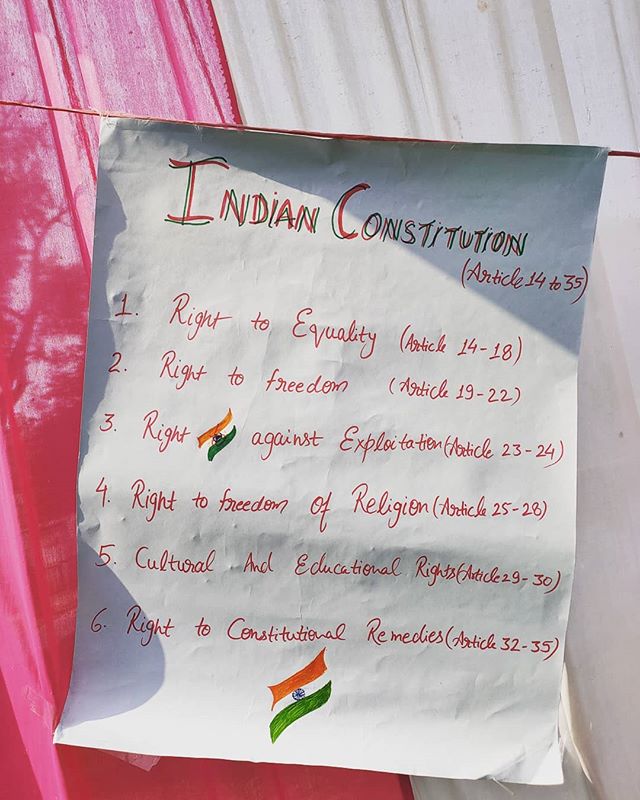 INDIAN CONSTITUTION
(Article 14 to 35)
1. Right to Equality (Article 14-18)
2. Right to freedom (Article 19-22)
3. Right against Exploitation (Article 23-24)
4. Right to freedom of Religion (Article 25-28)
5. Cultural And Educational Rights (Article 29-30)
6. Right to Constitutional Remedies (Article 32-35)